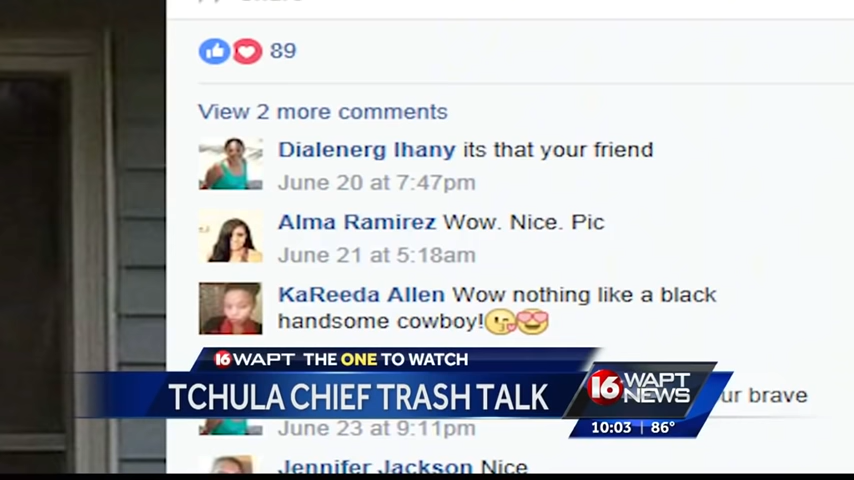 89
View 2 more comments
Dialenerg Ihany its that your friend
June 20 at 7:47pm
Alma Ramirez Wow. Nice. Pic
June 21 at 5:18am
KaReeda Allen Wow nothing like a black
handsome cowboy!
16 WAPT THE ONE TO WATCH
TCHULA CHIEF TRASH TALK
16 WAPT
NEWS
10:03 | 86°
ur brave
June 23 at 9:11pm
Jennifer Jackson Nice